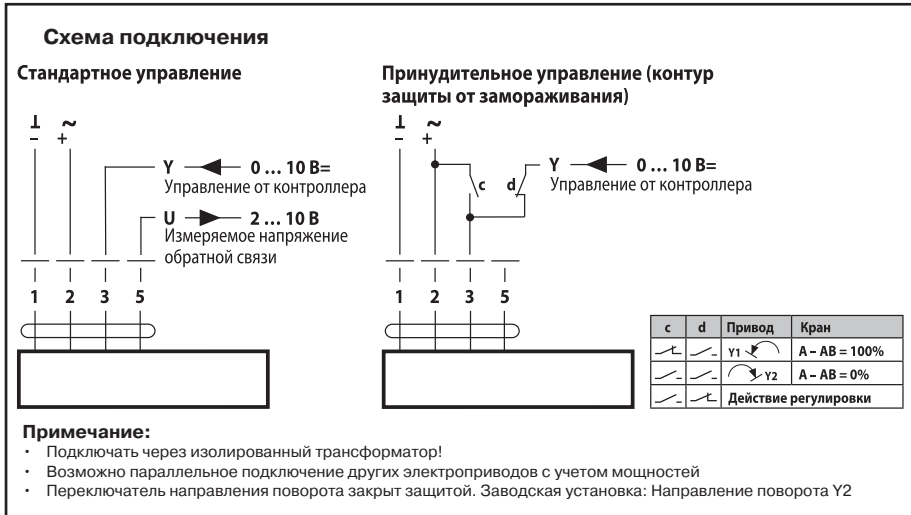 Схема подключения
Стандартное управление
⊥ ~
- +
Y 0 ... 10 В=
Управление от контроллера
U 2 ... 10 В
Измеряемое напряжение
обратной связи
1 2 3 5
Принудительное управление (контур
защиты от замораживания)
⊥ ~
- +
c d Y 0 ... 10 В=
Управление от контроллера
1 2 3 5
c d Привод Кран
Y1 A – AB = 100%
Y2 A – AB = 0%
Действие регулировки
Примечание:
· Подключать через изолированный трансформатор!
· Возможно параллельное подключение других электроприводов с учетом мощностей
· Переключатель направления поворота закрыт защитой. Заводская установка: Направление поворота Y2